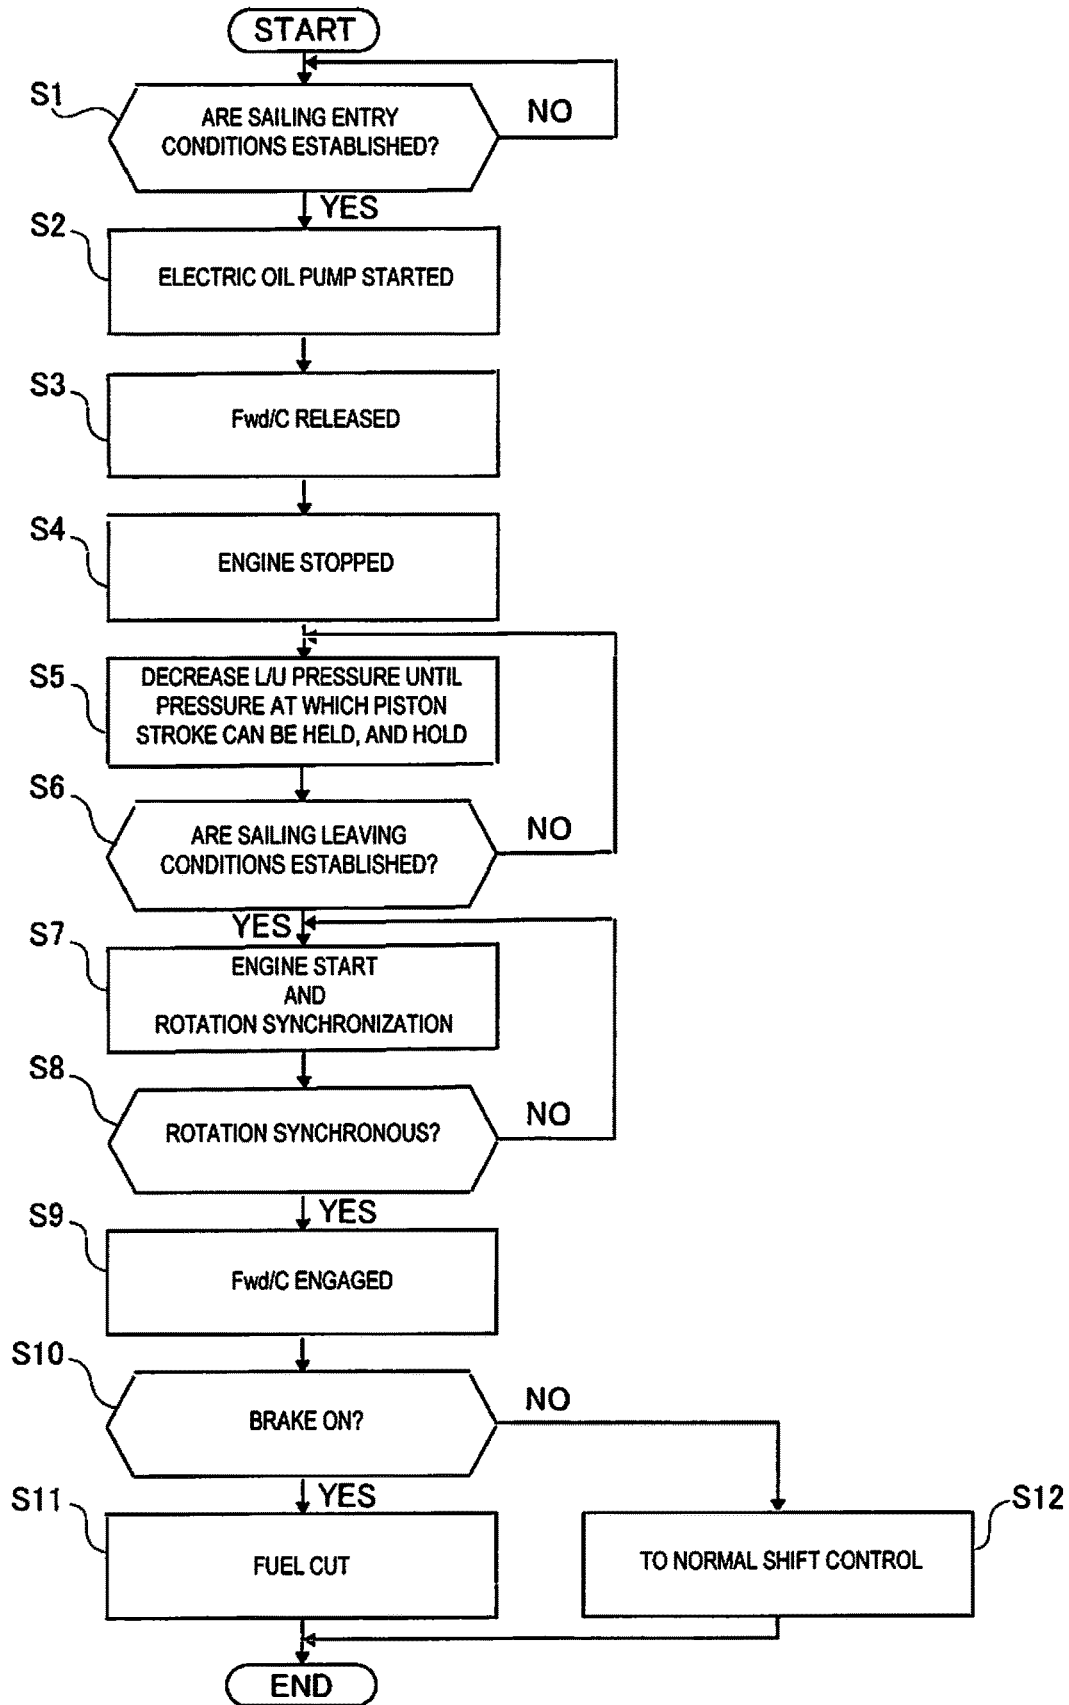 START
S1
ARE SAILING ENTRY
CONDITIONS ESTABLISHED?
NO
YES
S2
ELECTRIC OIL PUMP STARTED
S3
Fwd/C RELEASED
S4
ENGINE STOPPED
S5
DECREASE L/U PRESSURE UNTIL
PRESSURE AT WHICH PISTON
STROKE CAN BE HELD, AND HOLD
S6
ARE SAILING LEAVING
CONDITIONS ESTABLISHED?
NO
YES
S7
ENGINE START
AND
ROTATION SYNCHRONIZATION
S8
ROTATION SYNCHRONOUS?
NO
YES
S9
Fwd/C ENGAGED
S10
BRAKE ON?
NO
YES
S11
FUEL CUT
S12
TO NORMAL SHIFT CONTROL
END